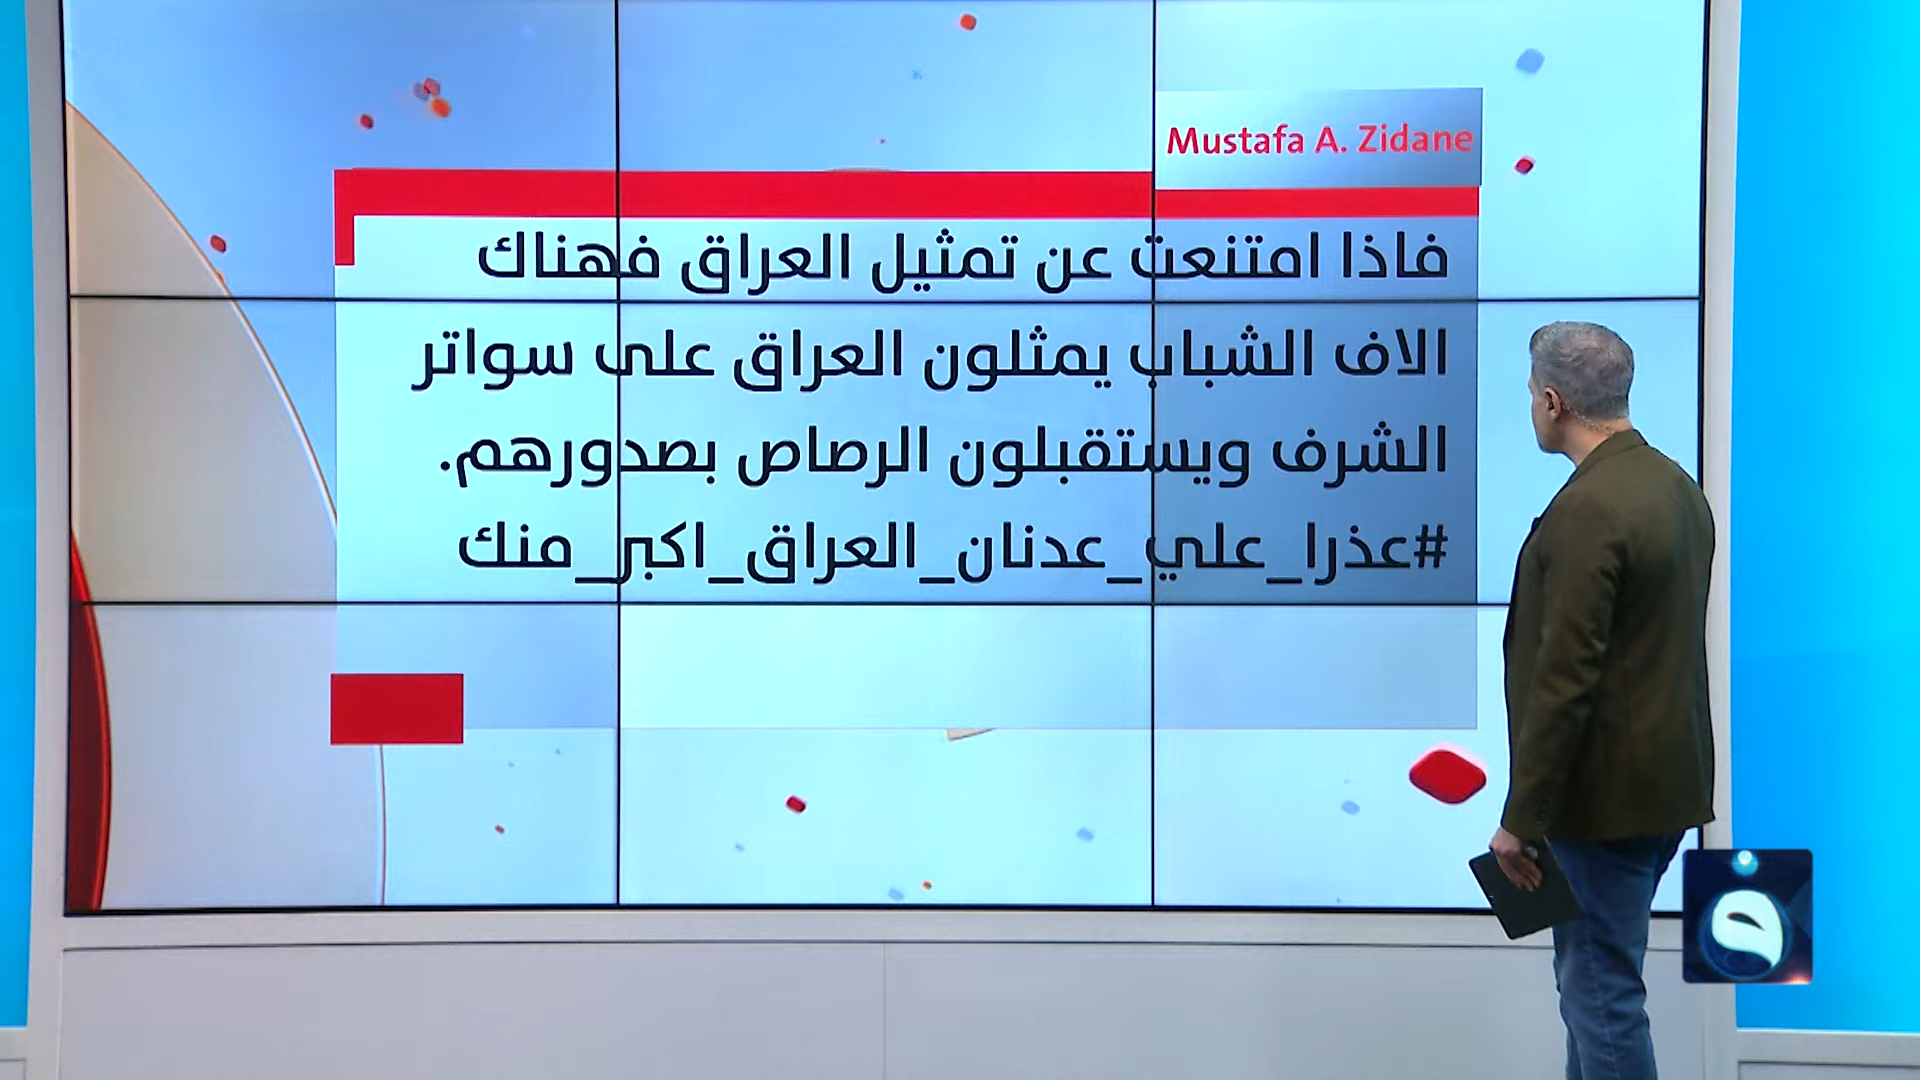 Mustafa A. Zidane
فاذا امتنعت عن تمثيل العراق فهناك
الاف الشباب يمثلون العراق على سواتر
الشرف ويستقبلون الرصاص بصدورهم.
#عذرا_علي_عدنان_العراق_اكبر_منك